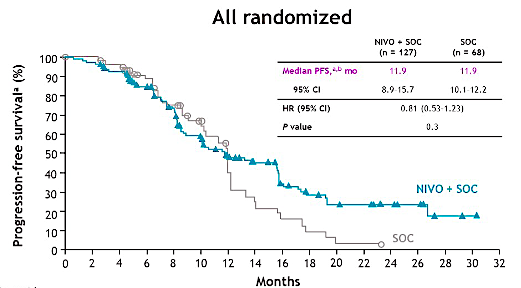 All randomized
NIVO + SOC SOC
(n = 127) (n = 68)
Median PFS,a,b mo 11.9 11.9
95% CI 8.9-15.7 10.1-12.2
HR (95% CI) 0.81 (0.53-1.23)
P value 0.3
Progression-free survivala (%)
100
90
80
70
60
50
40
30
20
10
0
NIVO + SOC
SOC
0 2 4 6 8 10 12 14 16 18 20 22 24 26 28 30 32
Months